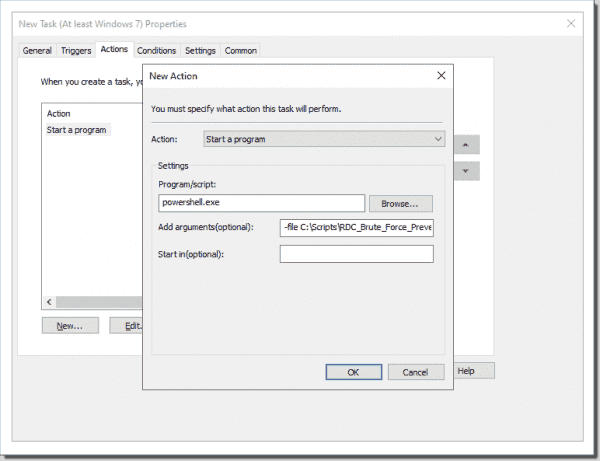 New Task (At least Windows 7) Properties
General Triggers Actions Conditions Settings Common
When you create a task, yo
Action
Start a program
New... Edit..
Help
New Action
You must specify what action this task will perform.
Action: Start a program
Settings
Program/script:
powershell.exe Browse...
Add arguments(optional): -file C:\Scripts\RDC_Brute_Force_Preve
Start in(optional):
OK Cancel